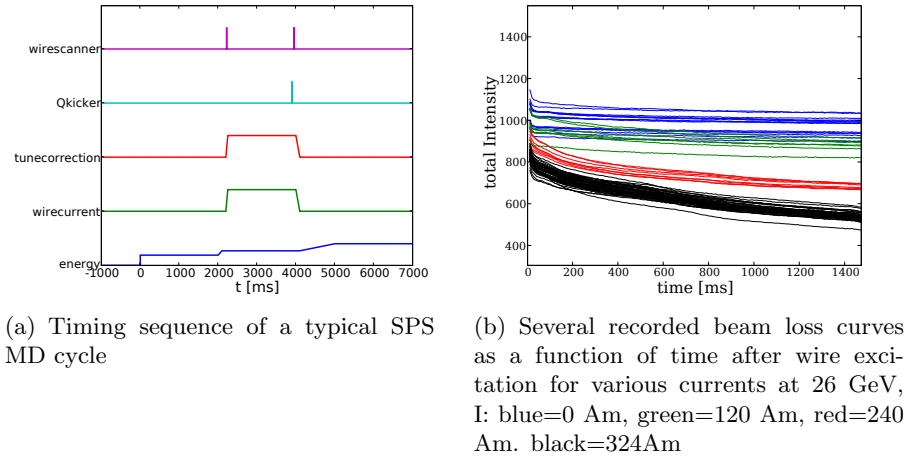 wirescanner
Qkicker
tunecorrection
wirecurrent
energy
-1000 0 1000 2000 3000 4000 5000 6000 7000
t [ms]
total Intensity
1400
1200
1000
800
600
400
0 200 400 600 800 1000 1200 1400
time [ms]
(a) Timing sequence of a typical SPS
MD cycle
(b) Several recorded beam loss curves
as a function of time after wire exci-
tation for various currents at 26 GeV,
I: blue=0 Am, green=120 Am, red=240
Am. black=324Am